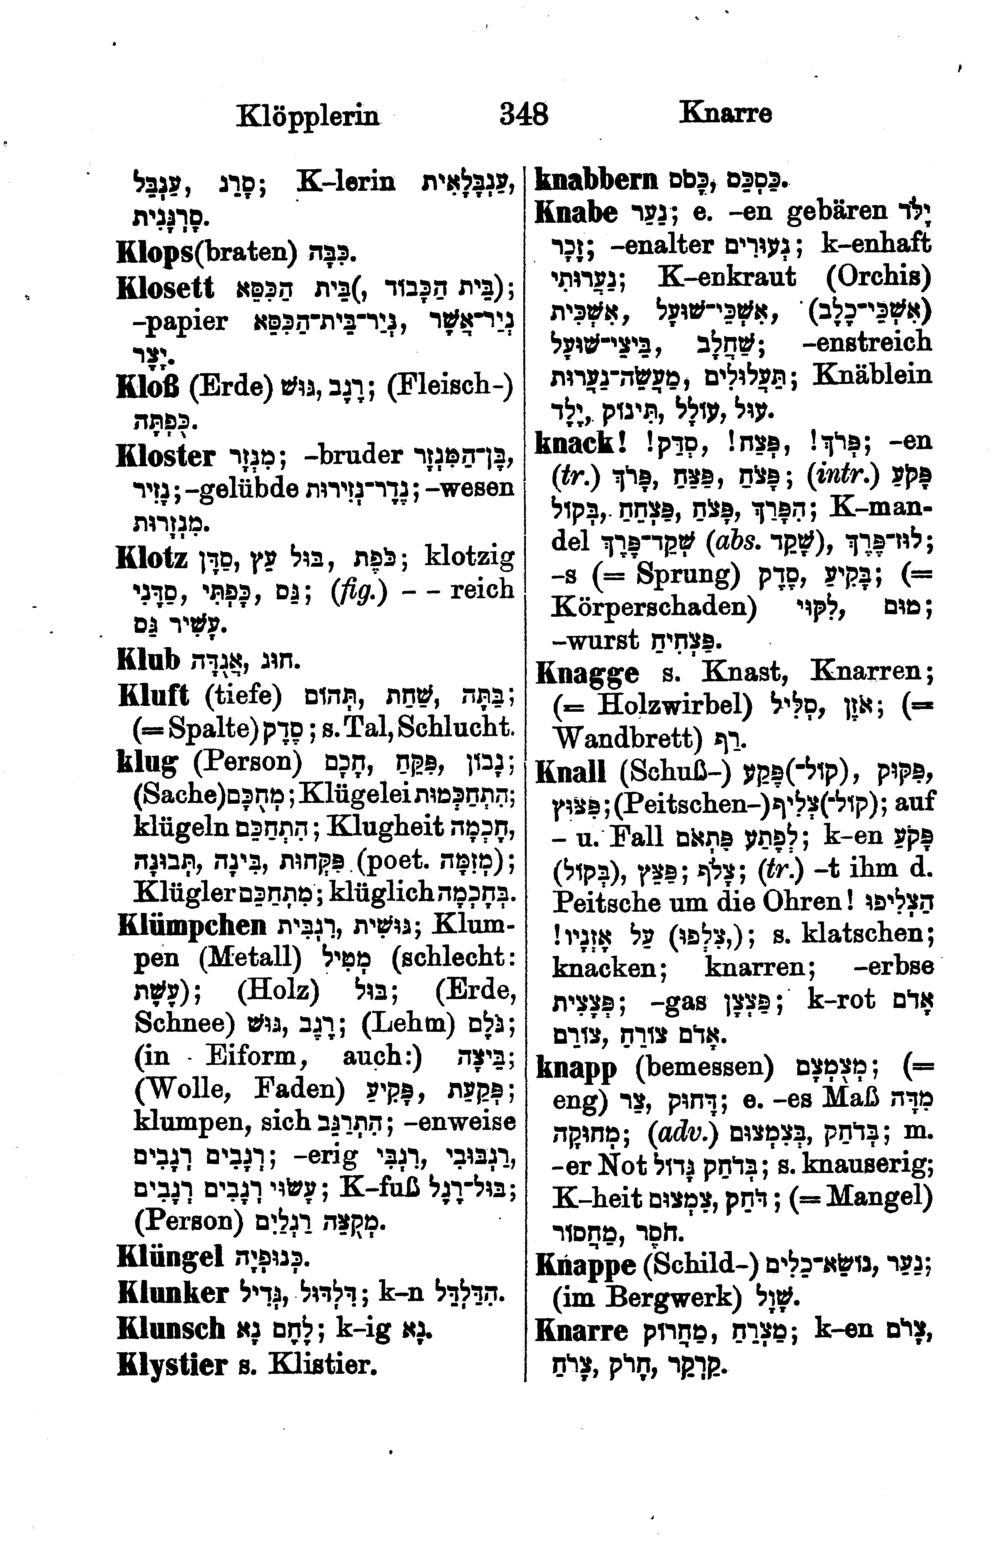 Klöpplerin 348 Knarre
סָרַג, עִנְבֵּל; K-lerin עִנְבְּלָאִית,
סָרָגִית.
Klops(braten) כְּבָּה.
Klosett בֵּית הַכִּסֵּא (, בֵּית הַכָּבוֹד);
-papier נְיַר-בֵּית-הַכִּסֵּא, נְיַר-אֲשֶׁר
יָצָר.
Kloß (Erde) רֶגֶב, גּוּשׁ; (Fleisch-)
כֻּפְתָּה.
Kloster מִנְזָר; -bruder בֶּן-הַמִּנְזָר,
נָזִיר; -gelübde נֶדֶר-נְזִירוּת; -wesen
מִנְזָרוּת.
Klotz כֹּפֶת, בּוּל עֵץ, סַדָּן; klotzig
גַּס, כָּפְתִּי, סַדָּנִי; (fig.) - - reich
עָשִׁיר גַּם.
Klub חוּג, אֲגֻדָּה.
Kluft (tiefe) בַּתָּה, שַׁחַת, תְּהוֹם;
(= Spalte) סֶדֶק; s. Tal, Schlucht.
klug (Person) נָבוֹן, פִּקֵּחַ, חָכָם;
(Sache) מְחֻכָּם; Klügelei הִתְחַכְּמוּת;
klügeln הִתְחַכֵּם; Klugheit חָכְמָה,
פִּקְחוּת, בִּינָה, תְּבוּנָה (poet. מְזִמָּה);
Klügler מִתְחַכֵּם; klüglich בְּחָכְמָה.
Klümpchen גּוּשִׁית, רִגְבִּית; Klum-
pen (Metall) מְטִיל (schlecht:
עֶשֶׁת); (Holz) בּוּל; (Erde,
Schnee) רֶגֶב, גּוּשׁ; (Lehm) גֹּלֶם;
(in Eiform, auch:) בֵּיצָה;
(Wolle, Faden) פְּקַעַת, פָּקִיעַ;
klumpen, sich הִתְרַגֵּב; -enweise
רְגָבִים רְגָבִים; -erig רִגְבּוּבִי, רִגְבִּי,
עָשׂוּי רְגָבִים רְגָבִים; K-fuß בּוּל-רֶגֶל;
(Person) מְקֻצֵּה רַגְלַיִם.
Klüngel כְּנוּפְיָה.
Klunker דִּלְדּוּל, גָּדִיל; k-n הִדַּלְדֵּל.
Klunsch לֶחֶם נָא; k-ig נָא.
Klystier s. Klistier.
knabbern כָּסֹם, כִּסְכֵּם.
Knabe נַעַר; e. -en gebären יָלֹד
זָכָר; -enalter נְעוּרִים; k-enhaft
נַעֲרוּתִי; K-enkraut (Orchis)
(אִשְׁכֵי-כֶלֶב) אִשְׁכֵי-שׁוּעָל, אִשְׁכִּית,
בֵּיצֵי-שׁוּעָל, שַׁחֲלָב; -enstreich
תַּעֲלוּלִים, מַעֲשֵׂה-נַעֲרוּת; Knäblein
עוּל, עוֹלֵל, תִּינוֹק, יֶלֶד.
knack! פְּרֹךְ!, פְּצַח!, סְדֹק!; -en
(tr.) פָּצֹחַ, פַּצֵּחַ, פָּרֹךְ; (intr.) פָּקֹעַ
בְּקוֹל, הִפָּרֵךְ, פָּצֹחַ, פַּצְחֵחַ; K-man-
del לוּז-פֶּרֶךְ, (abs. שָׁקֵד) שְׁקֵד-פֶּרֶךְ;
-s (= Sprung) בָּקִיעַ, סֶדֶק; (=
Körperschaden) מוּם, לִקּוּי;
-wurst פַּצְחִיחַ.
Knagge s. Knast, Knarren;
(= Holzwirbel) אֹזֶן, סְלִיל; (=
Wandbrett) רַף.
Knall (Schuß-) (קוֹל-)פֶּקַע, פִּקּוּק,
פִּצּוּץ; (Peitschen-) (קוֹל-)צְלִיף; auf
- u. Fall לְפֶתַע פִּתְאֹם; k-en פָּקֹעַ
(בְּקוֹל), פַּצֵּץ; צָלֹף; (tr.) -t ihm d.
Peitsche um die Ohren! הַצְלִיפוּ
(, צִלְפוּ) עַל אָזְנָיו!; s. klatschen;
knacken; knarren; -erbse
פַּצֶּצֶת; -gas פַּצְצָן; k-rot אָדֹם
אָדֹם צוֹרֵחַ, צוֹרֵם.
knapp (bemessen) מְצֻמְצָם; (=
eng) דָּחוּק, צַר; e. -es Maß מִדָּה
מְחוּקָה; (adv.) בְּדֹחַק, בְּצִמְצוּם; m.
-er Not בְּדֹחַק גָּדוֹל; s. knauserig;
K-heit דֹּחַק, צִמְצוּם; (= Mangel)
חֹסֶר, מַחְסוֹר.
Knappe (Schild-) נַעַר, נוֹשֵׂא-כֵלִים;
(im Bergwerk) שְׁוָל.
Knarre מַצְרֵחַ, מַחֲרוֹק; k-en צָרֹם,
צָרֹחַ, חָרֹק, קַרְקֵר.